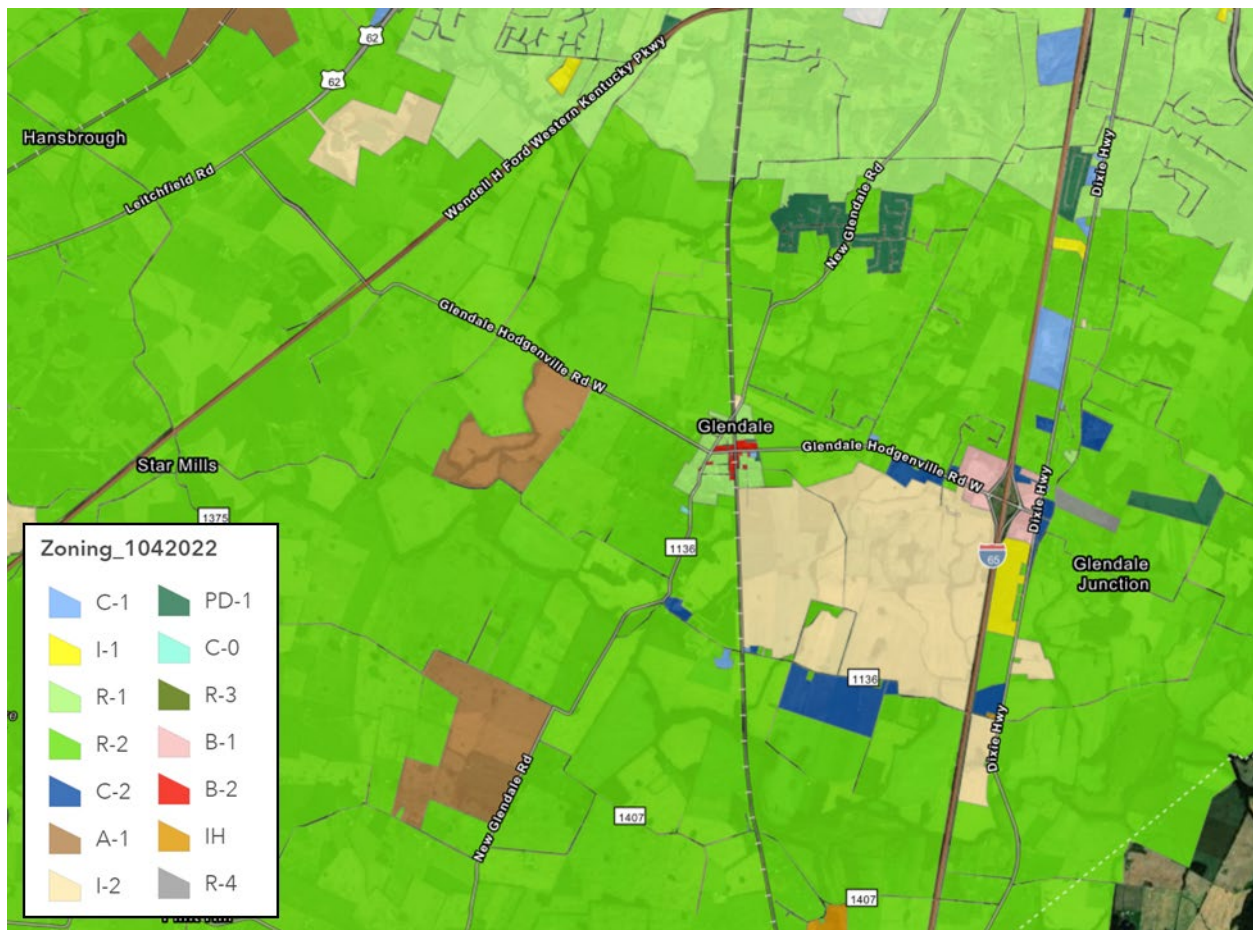 62
62
Hansbrough
Leitchfield Rd
Wendell H Ford Western Kentucky Pkwy
Dixie Hwy
New Glendale Rd
Glendale Hodgenville Rd W
Glendale
Glendale Hodgenville Rd W
Star Mills
Dixie Hwy
1375
1136
65
Glendale
Junction
Zoning_1042022
C-1
PD-1
I-1
C-0
R-1
R-3
R-2
B-1
C-2
B-2
A-1
IH
I-2
R-4
1136
Dixie Hwy
New Glendale Rd
1407
1407